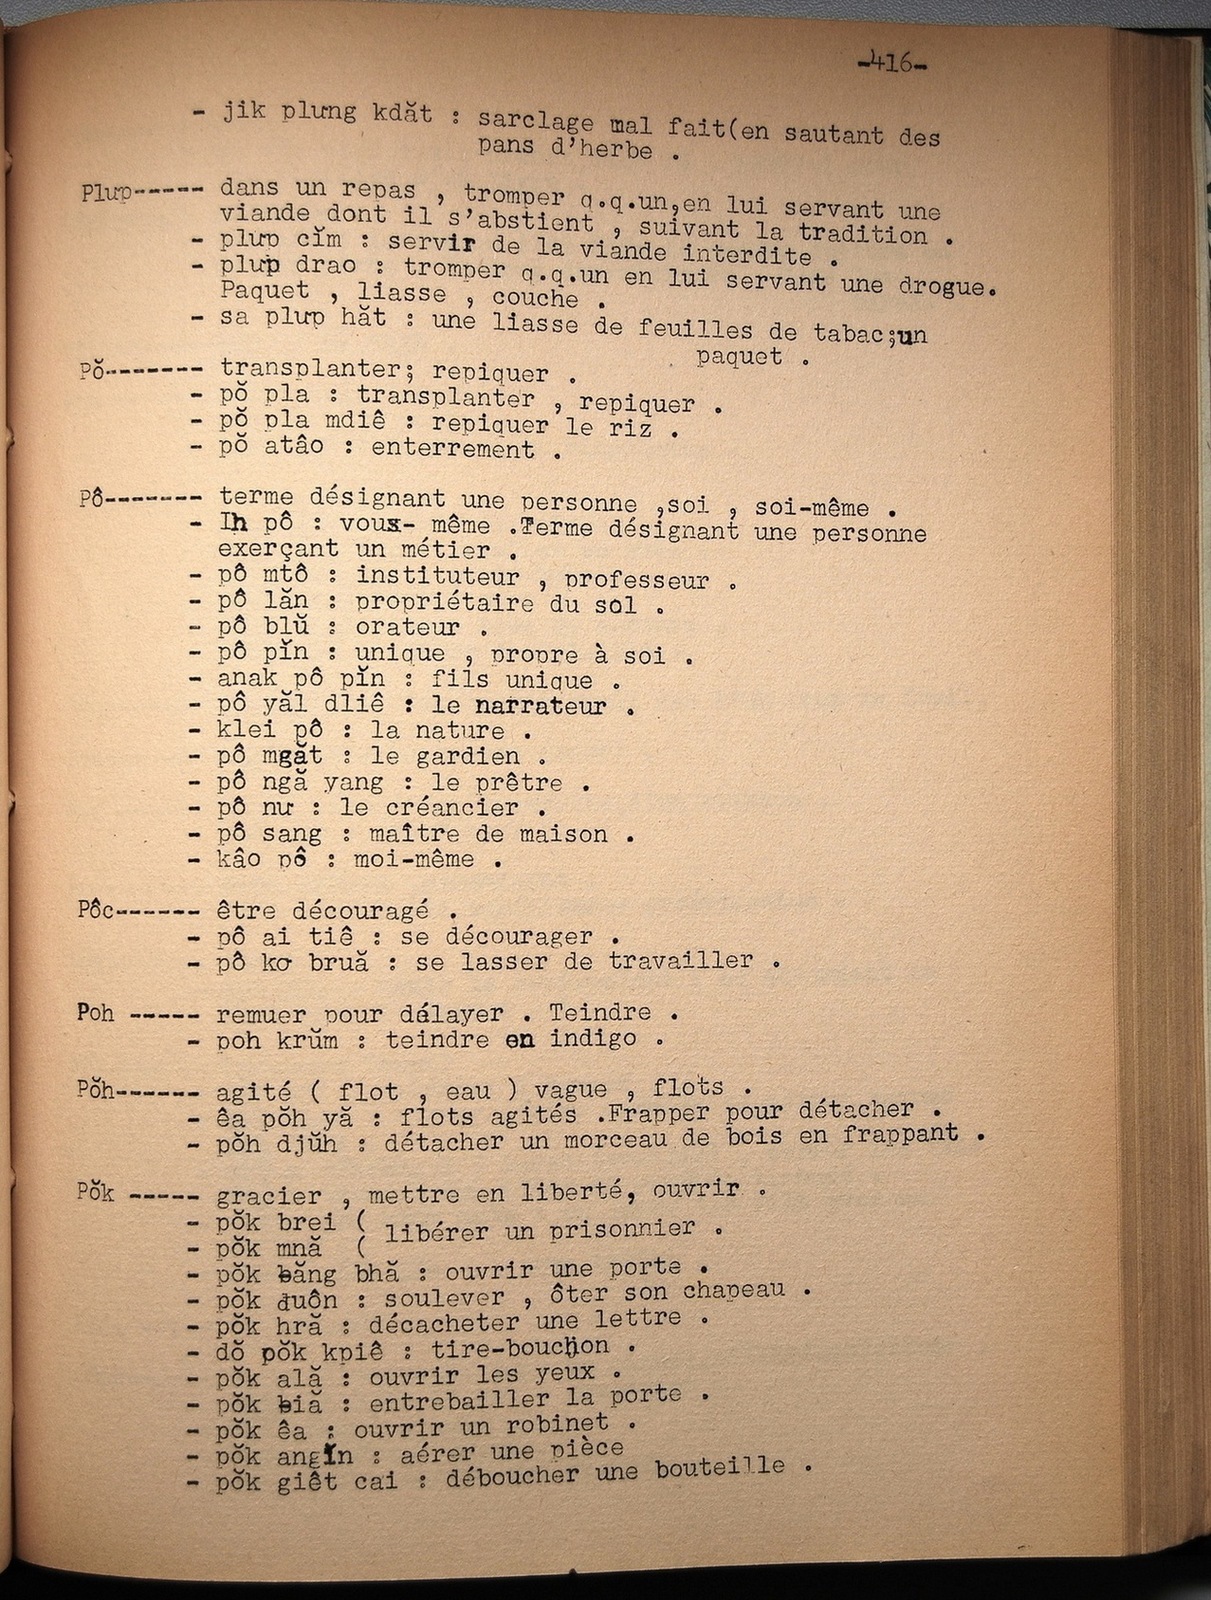 -416-
- jik plưng kdăt : sarclage mal fait(en sautant des
pans d'herbe .
Plưp----- dans un repas , tromper q.q.un,en lui servant une
viande dont il s'abstient , suivant la tradition .
- plưp cĭm : servir de la viande interdite .
- plưp drao : tromper q.q.un en lui servant une drogue.
Paquet , liasse , couche .
- sa plưp hăt : une liasse de feuilles de tabac;un
paquet .
Pŏ-------- transplanter; repiquer .
- pŏ pla : transplanter , repiquer .
- pŏ pla mdiê : repiquer le riz .
- pŏ atâo : enterrement .
Pô-------- terme désignant une personne ,soi , soi-même .
- Ih pô : vous- même .Terme désignant une personne
exerçant un métier .
- pô mtô : instituteur , professeur .
- pô lăn : propriétaire du sol .
- pô blŭ : orateur .
- pô pĭn : unique , propre à soi .
- anak pô pĭn : fils unique .
- pô yăl dliê : le narrateur .
- klei pô : la nature .
- pô mgăt : le gardien .
- pô ngă yang : le prêtre .
- pô nư : le créancier .
- pô sang : maître de maison .
- kâo pô : moi-même .
Pôc------- être découragé .
- pô ai tiê : se décourager .
- pô kơ bruă : se lasser de travailler .
Poh ----- remuer pour délayer . Teindre .
- poh krŭm : teindre en indigo .
Pŏh------- agité ( flot , eau ) vague , flots .
- êa pŏh yă : flots agités .Frapper pour détacher .
- pŏh djŭh : détacher un morceau de bois en frappant .
Pŏk ----- gracier , mettre en liberté, ouvrir .
- pŏk brei ( libérer un prisonnier .
- pŏk mnă (
- pŏk ƀăng bhă : ouvrir une porte .
- pŏk đuôn : soulever , ôter son chapeau .
- pŏk hră : décacheter une lettre .
- dŏ pŏk kpiê : tire-bouchon .
- pŏk ală : ouvrir les yeux .
- pŏk ƀiă : entrebailler la porte .
- pŏk êa : ouvrir un robinet .
- pŏk angĭn : aérer une pièce
- pŏk giêt cai : déboucher une bouteille .